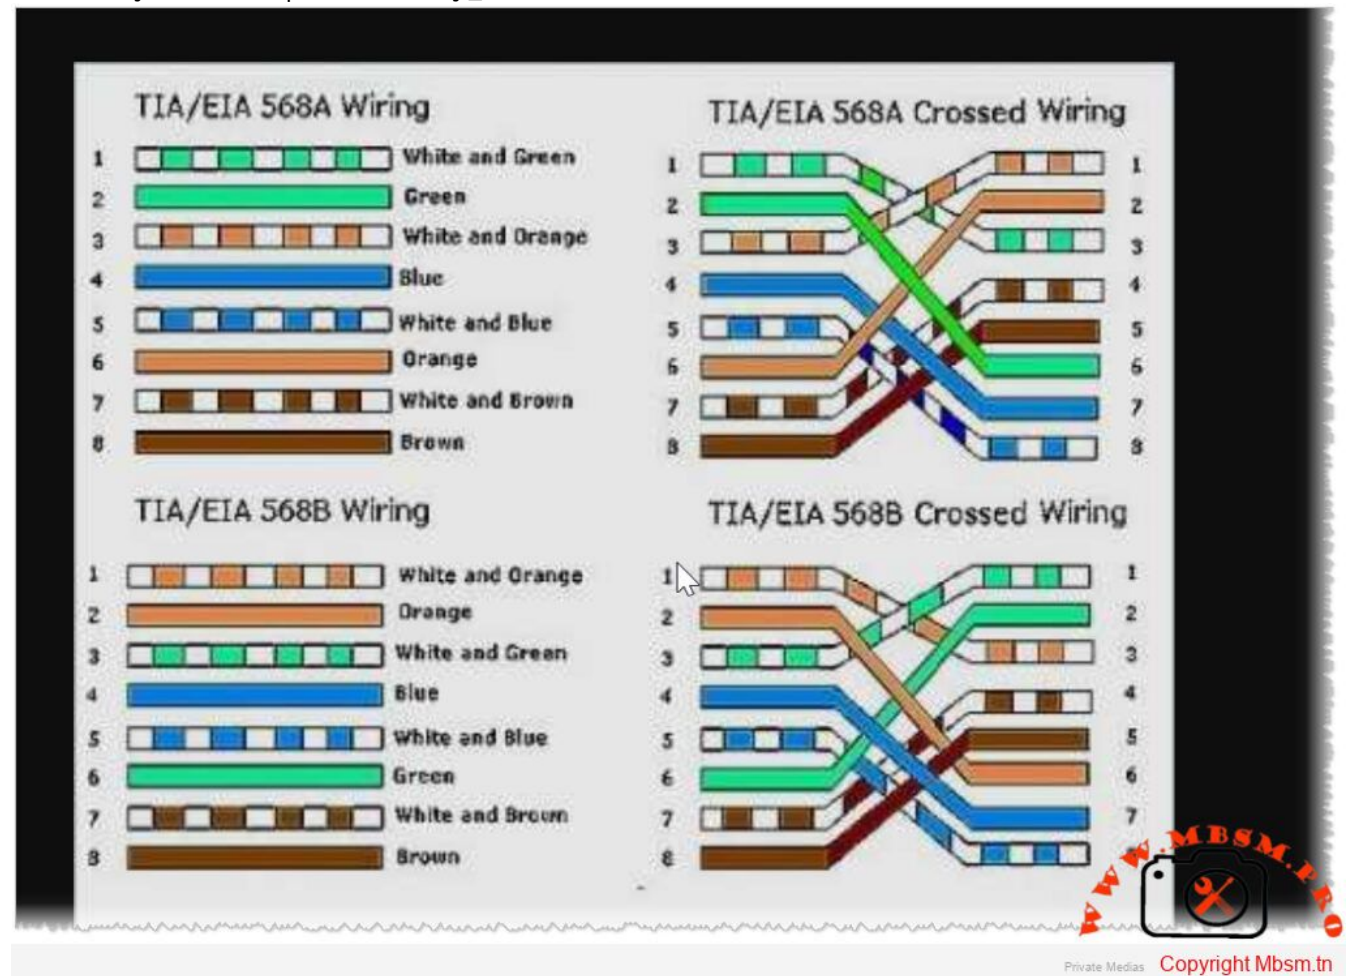 TIA/EIA 568A Wiring
1 White and Green
2 Green
3 White and Orange
4 Blue
5 White and Blue
6 Orange
7 White and Brown
8 Brown
TIA/EIA 568A Crossed Wiring
1 1
2 2
3 3
4 4
5 5
6 6
7 7
8 8
TIA/EIA 568B Wiring
1 White and Orange
2 Orange
3 White and Green
4 Blue
5 White and Blue
6 Green
7 White and Brown
8 Brown
TIA/EIA 568B Crossed Wiring
1 1
2 2
3 3
4 4
5 5
6 6
7 7
8
WWW.MBSM.PRO
Private Medias Copyright Mbsm.tn